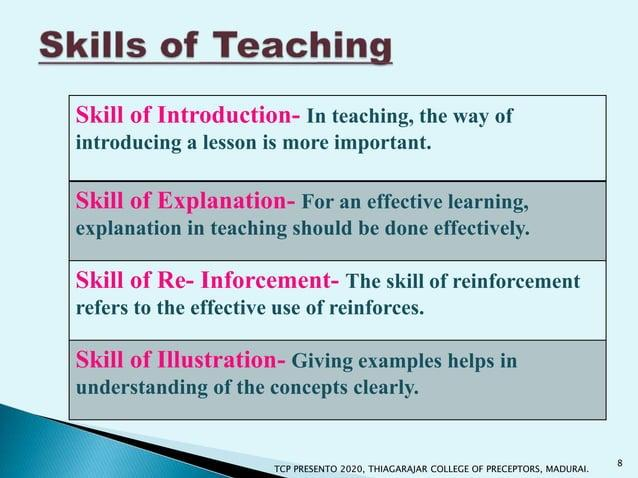 Skills of Teaching
Skill of Introduction- In teaching, the way of
introducing a lesson is more important.
Skill of Explanation- For an effective learning,
explanation in teaching should be done effectively.
Skill of Re- Inforcement- The skill of reinforcement
refers to the effective use of reinforces.
Skill of Illustration- Giving examples helps in
understanding of the concepts clearly.
TCP PRESENTO 2020, THIAGARAJAR COLLEGE OF PRECEPTORS, MADURAI.
8